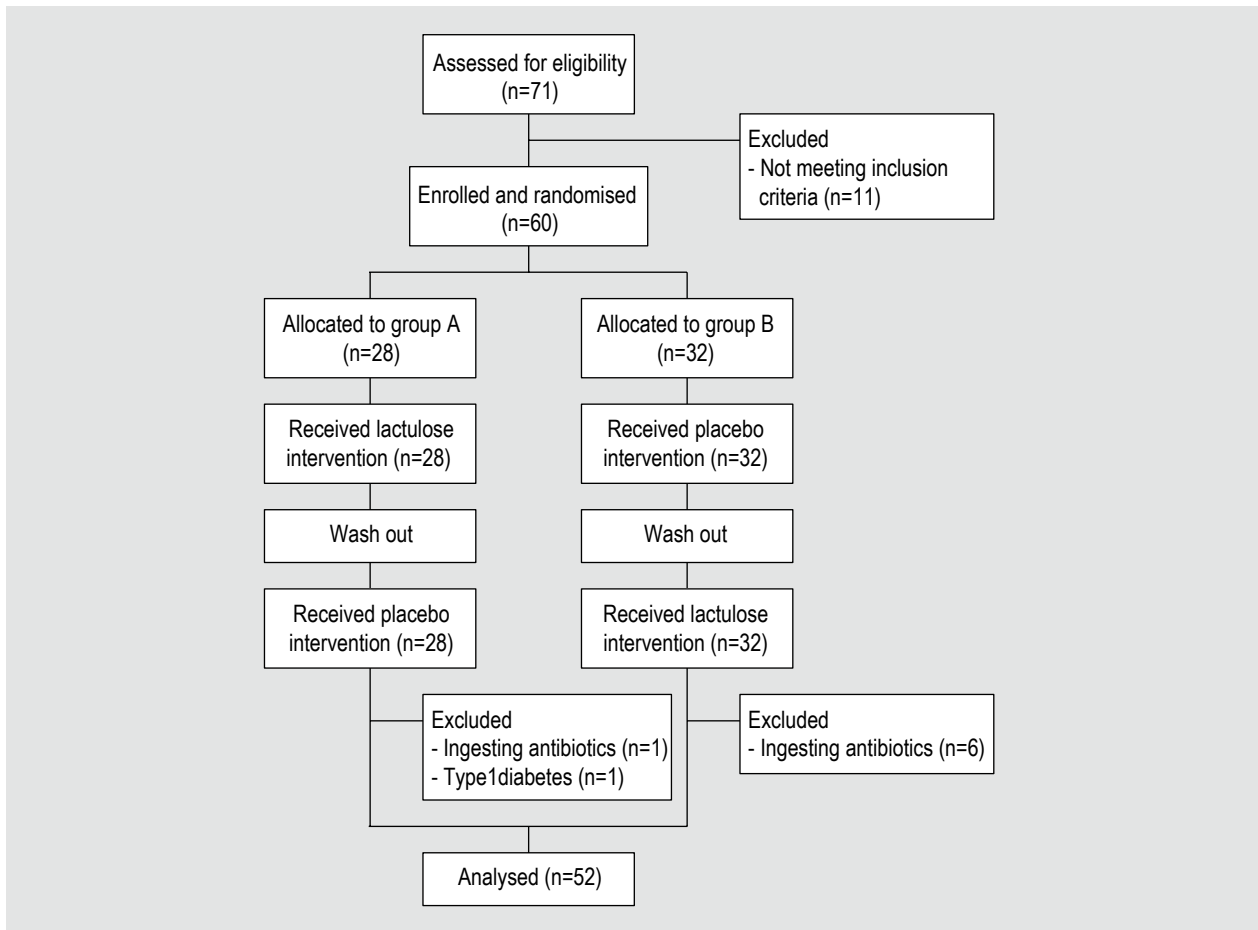 Assessed for eligibility
(n=71)
Excluded
- Not meeting inclusion
criteria (n=11)
Enrolled and randomised
(n=60)
Allocated to group A
(n=28)
Allocated to group B
(n=32)
Received lactulose
intervention (n=28)
Received placebo
intervention (n=32)
Wash out
Wash out
Received placebo
intervention (n=28)
Received lactulose
intervention (n=32)
Excluded
- Ingesting antibiotics (n=1)
- Type1diabetes (n=1)
Excluded
- Ingesting antibiotics (n=6)
Analysed (n=52)